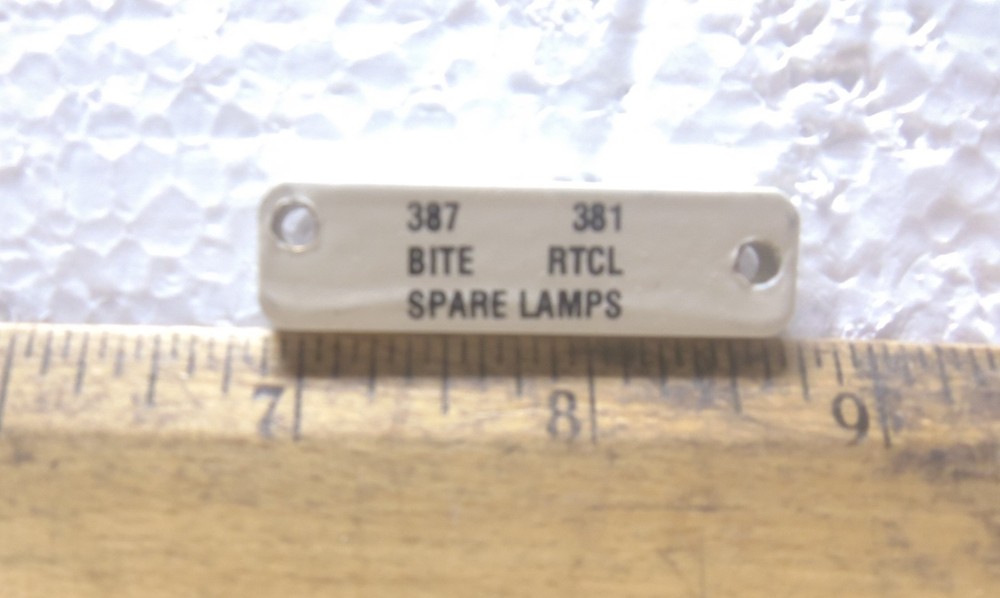 387 381
BITE RTCL
SPARE LAMPS
7 8 9